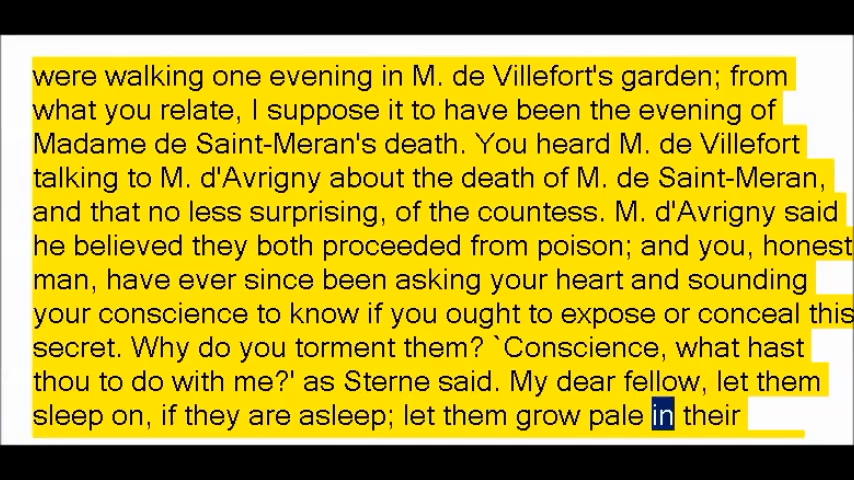 were walking one evening in M. de Villefort's garden; from
what you relate, I suppose it to have been the evening of
Madame de Saint-Meran's death. You heard M. de Villefort
talking to M. d'Avrigny about the death of M. de Saint-Meran,
and that no less surprising, of the countess. M. d'Avrigny said
he believed they both proceeded from poison; and you, honest
man, have ever since been asking your heart and sounding
your conscience to know if you ought to expose or conceal this
secret. Why do you torment them? `Conscience, what hast
thou to do with me?' as Sterne said. My dear fellow, let them
sleep on, if they are asleep; let them grow pale in their